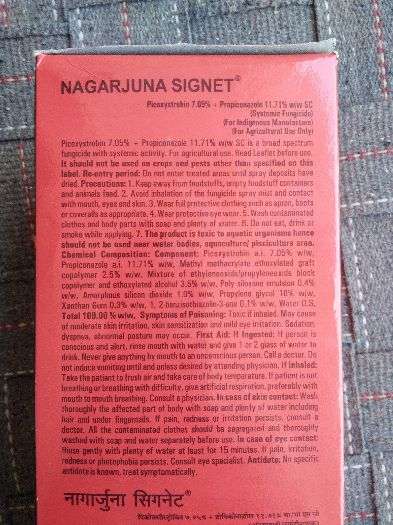 NAGARJUNA SIGNET®
Picoxystrobin 7.05% + Propiconazole 11.71% w/w SC
(Systemic Fungicide)
(For Indigenous Manufacture)
(For Agricultural Use Only)
Picoxystrobin 7.05% + Propiconazole 11.71% w/w SC is a broad spectrum
fungicide with systemic activity. For agricultural use. Read Leaflet before use.
It should not be used on crops and pests other than specified on this
label. Re-entry period: Do not enter treated areas until spray deposits have
dried. Precautions: 1. Keep away from foodstuffs, empty foodstuff containers
and animals feed. 2. Avoid inhalation of the fungicide spray mist and contact
with mouth, eyes and skin. 3. Wear full protective clothing such as apron, boots
or coveralls as appropriate. 4. Wear protective eye wear. 5. Wash contaminated
clothes and body parts with soap and plenty of water. 6. Do not eat, drink or
smoke while applying. 7. The product is toxic to aquatic organisms hence
should not be used near water bodies, aquaculture/ pisciculture area.
Chemical Composition: Component: Picoxystrobin a.i. 7.05% w/w,
Propiconazole a.i. 11.71% w/w, Methyl methacrylate ethoxylated graft
copolymer 2.5% w/w, Mixture of ethyleneoxide/propyleneoxide block
copolymer and ethoxylated alcohol 3.5% w/w, Poly siloxane emulsion 0.4%
w/w, Amorphous silicon dioxide 1.0% w/w, Propylene glycol 10% w/w,
Xanthan Gum 0.3% w/w, 1, 2-benzisothiazolin-3-one 0.1% w/w, Water Q.S.
Total 100.00 % w/w. Symptoms of Poisoning: Toxic if inhaled. May cause
of moderate skin irritation, skin sensitization and mild eye irritation. Sedation,
dyspnea, abnormal posture may occur. First Aid: If Ingested: If person is
conscious and alert, rinse mouth with water and give 1 or 2 glass of water to
drink. Never give anything by mouth to an unconscious person. Call a doctor. Do
not induce vomiting until and unless desired by attending physician. If inhaled:
Take the patient to fresh air and take care of body temperature. If patient is not
breathing or breathing with difficulty, give artificial respiration, preferably with
mouth to mouth breathing. Consult a physician. In case of skin contact: Wash
thoroughly the affected part of body with soap and plenty of water including
hair and under fingernails. If pain, redness or irritation persists, consult a
doctor. All the contaminated clothes should be segregated and thoroughly
washed with soap and water separately before use. In case of eye contact:
Rinse gently with plenty of water at least for 15 minutes. If pain, irritation,
redness or photophobia persists. Consult eye specialist. Antidote: No specific
antidote is known, treat symptomatically.
नागार्जुना सिगनेट®